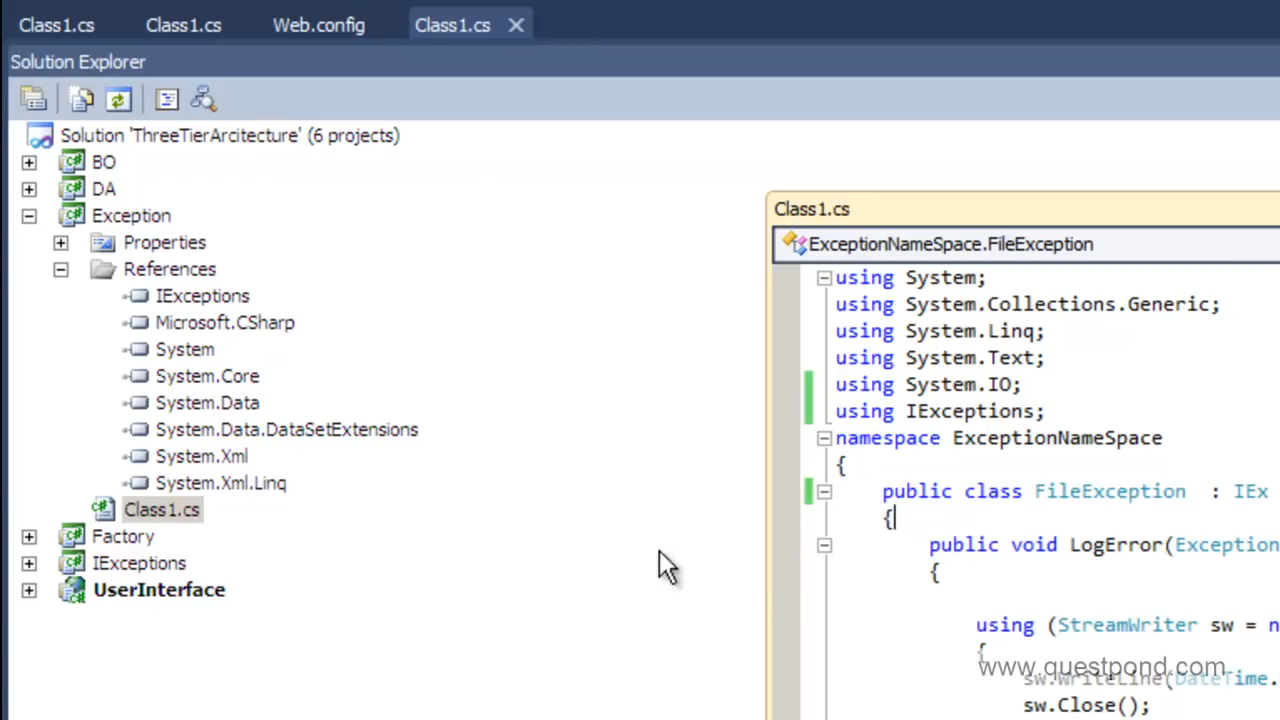 Class1.cs Class1.cs Web.config Class1.cs
Solution Explorer
Solution 'ThreeTierArcitecture' (6 projects)
BO
DA
Exception
Properties
References
IExceptions
Microsoft.CSharp
System
System.Core
System.Data
System.Data.DataSetExtensions
System.Xml
System.Xml.Linq
Class1.cs
Factory
IExceptions
UserInterface
Class1.cs
ExceptionNameSpace.FileException
using System;
using System.Collections.Generic;
using System.Linq;
using System.Text;
using System.IO;
using IExceptions;
namespace ExceptionNameSpace
{
public class FileException : IEx
{
public void LogError(Exception
{
using (StreamWriter sw = n
{
www.questpond.com
sw.WriteLine(DateTime.
sw.Close();